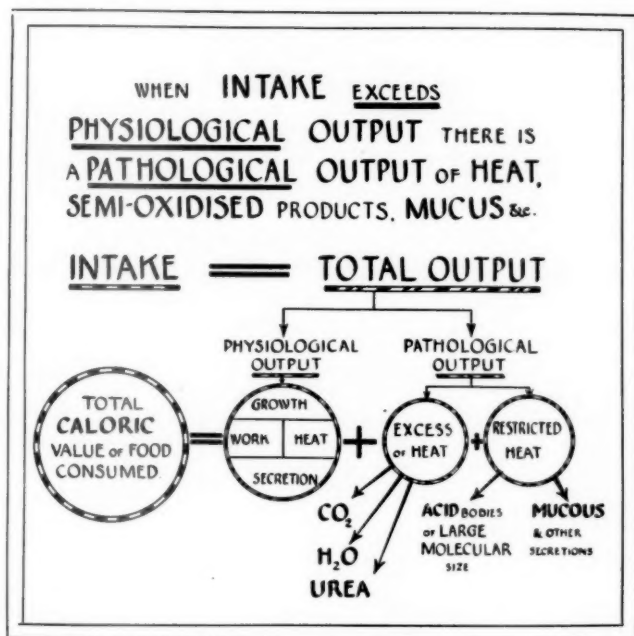 WHEN INTAKE EXCEEDS
PHYSIOLOGICAL OUTPUT THERE IS
A PATHOLOGICAL OUTPUT OF HEAT,
SEMI-OXIDISED PRODUCTS, MUCUS &c.
INTAKE = TOTAL OUTPUT
PHYSIOLOGICAL
OUTPUT
PATHOLOGICAL
OUTPUT
TOTAL
CALORIC
VALUE OF FOOD
CONSUMED.
=
GROWTH
WORK
HEAT
SECRETION
+
EXCESS
OF HEAT
+
RESTRICTED
HEAT
CO₂
H₂O
UREA
ACID BODIES
OF LARGE
MOLECULAR
SIZE
MUCOUS
& OTHER
SECRETIONS